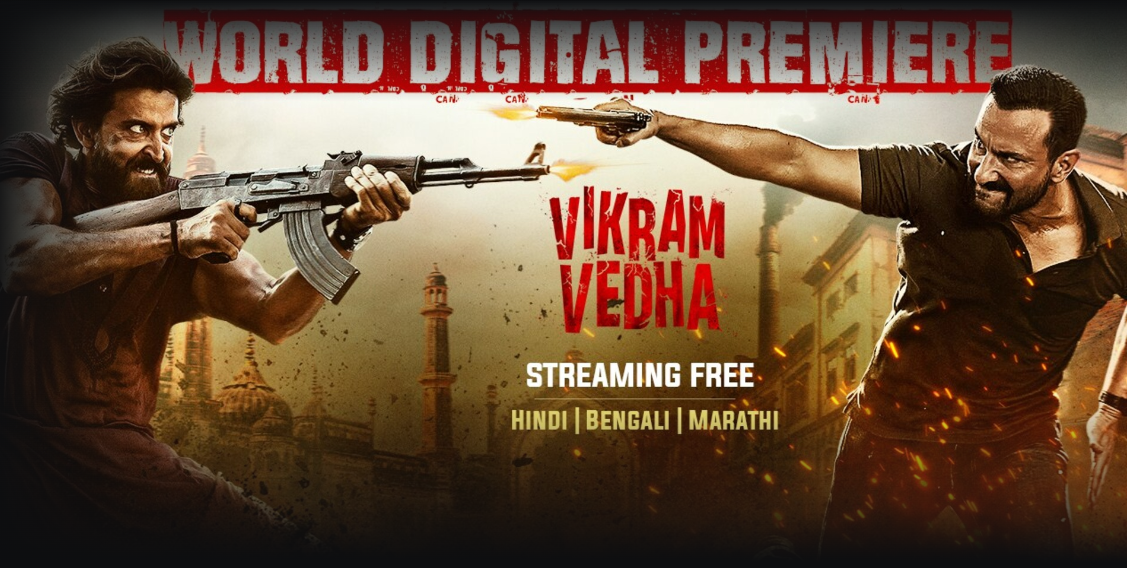 WORLD DIGITAL PREMIERE
VIKRAM
VEDHA
STREAMING FREE
HINDI | BENGALI | MARATHI